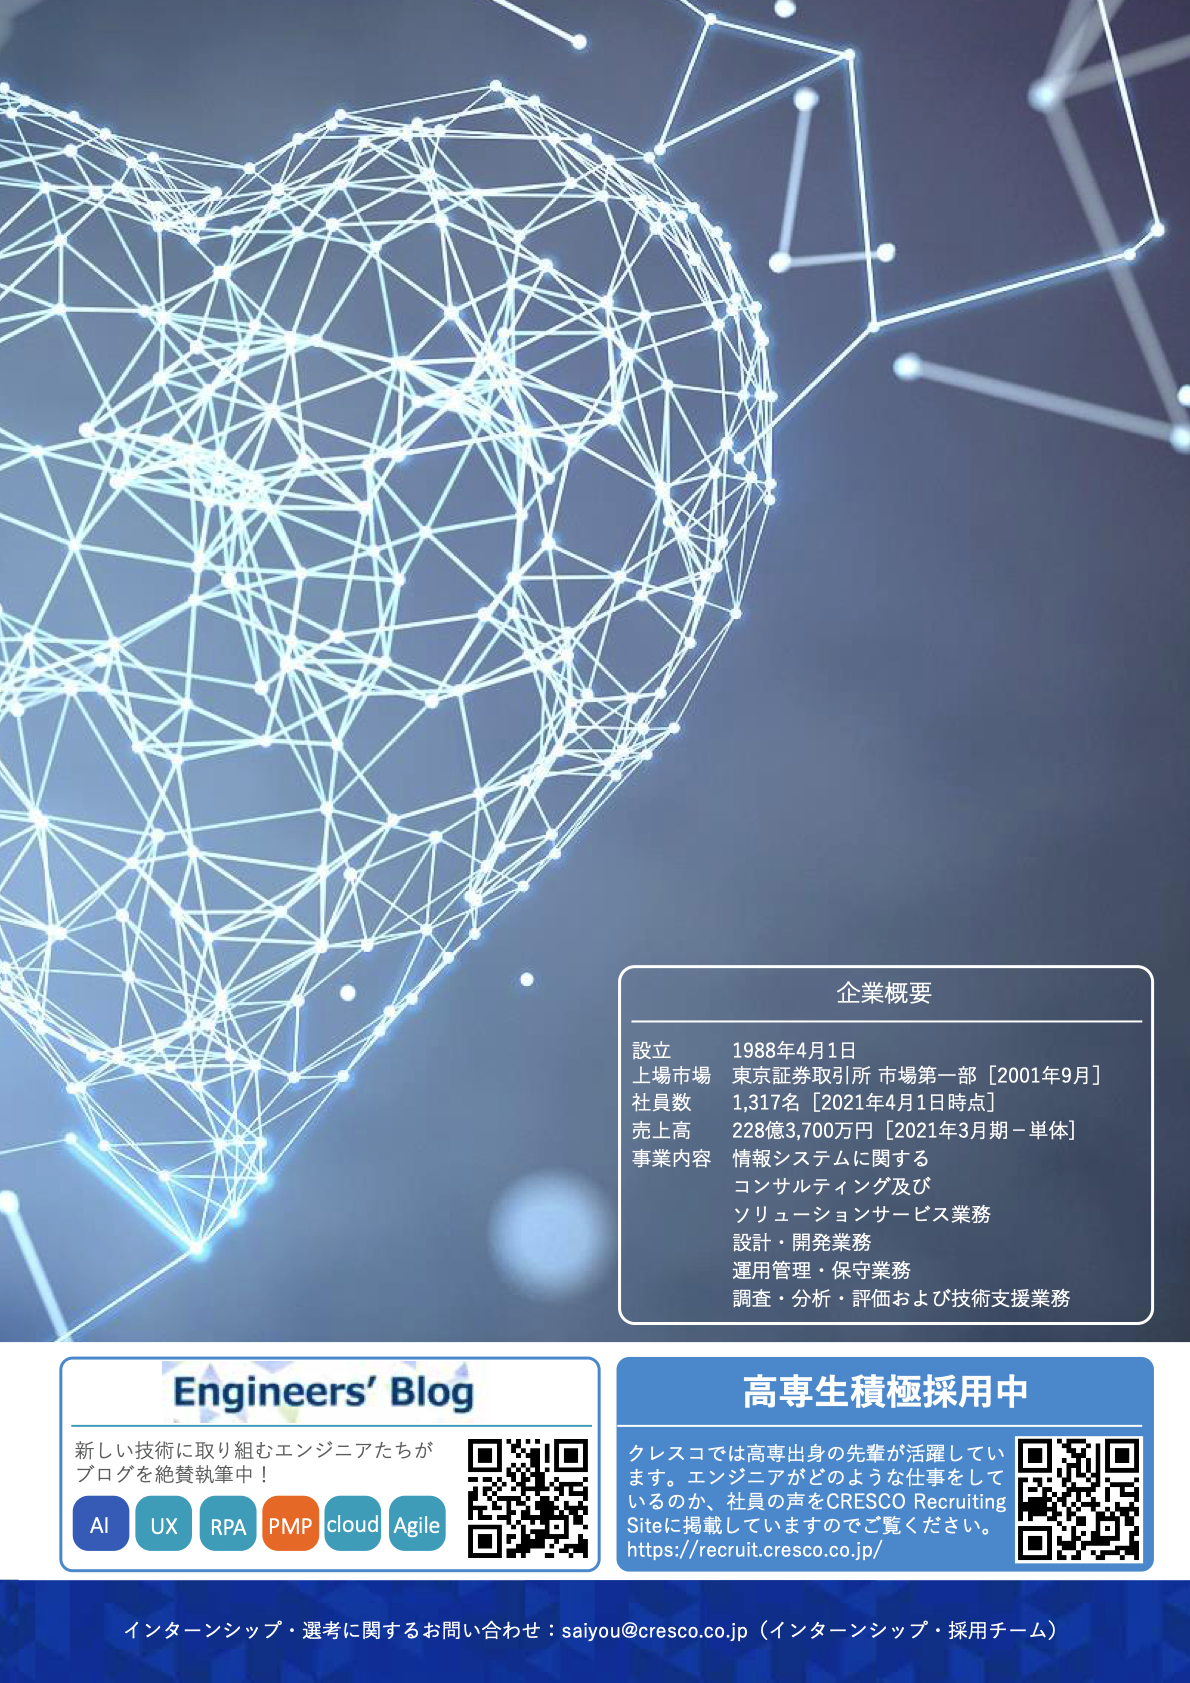 企業概要
設立 1988年4月1日
上場市場 東京証券取引所 市場第一部［2001年9月］
社員数 1,317名［2021年4月1日時点］
売上高 228億3,700万円［2021年3月期－単体］
事業内容 情報システムに関する
コンサルティング及び
ソリューションサービス業務
設計・開発業務
運用管理・保守業務
調査・分析・評価および技術支援業務
Engineers’ Blog
新しい技術に取り組むエンジニアたちが
ブログを絶賛執筆中！
AI UX RPA PMP cloud Agile
高専生積極採用中
クレスコでは高専出身の先輩が活躍してい
ます。エンジニアがどのような仕事をして
いるのか、社員の声をCRESCO Recruiting
Siteに掲載していますのでご覧ください。
https://recruit.cresco.co.jp/
インターンシップ・選考に関するお問い合わせ：saiyou@cresco.co.jp（インターンシップ・採用チーム）